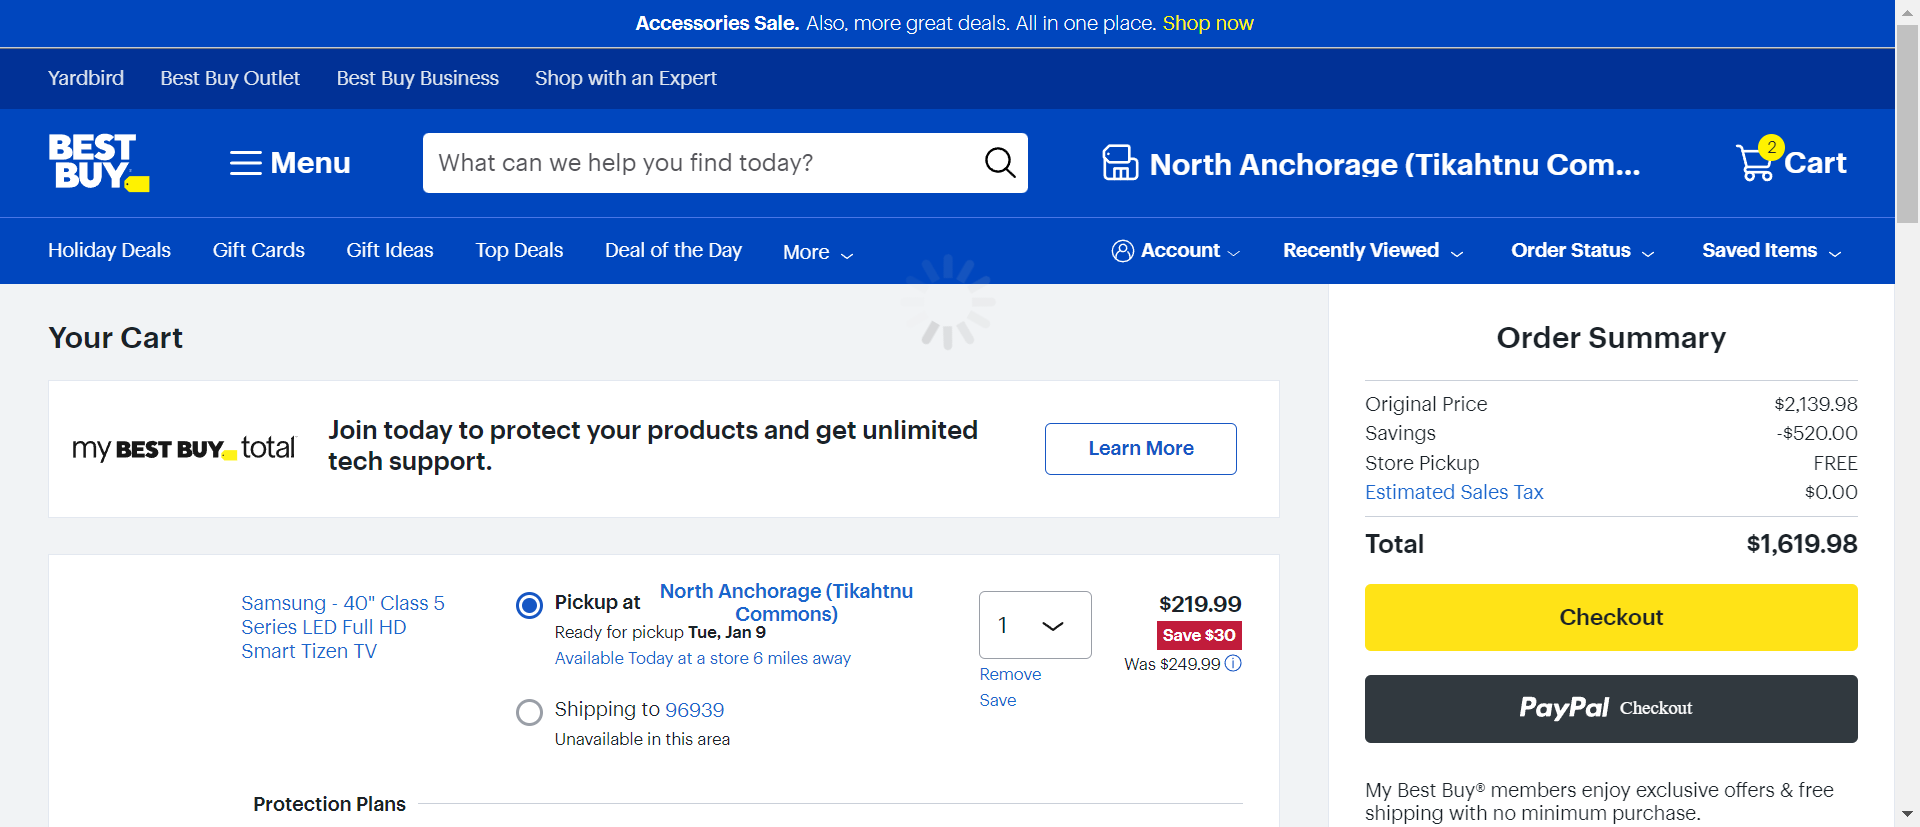 Accessories Sale. Also, more great deals. All in one place. Shop now
Yardbird Best Buy Outlet Best Buy Business Shop with an Expert
BEST BUY
Menu
What can we help you find today?
North Anchorage (Tikahtnu Com...
2
Cart
Holiday Deals Gift Cards Gift Ideas Top Deals Deal of the Day More
Account Recently Viewed Order Status Saved Items
Your Cart
my BEST BUY total
Join today to protect your products and get unlimited
tech support.
Learn More
Samsung - 40" Class 5
Series LED Full HD
Smart Tizen TV
Pickup at North Anchorage (Tikahtnu
Commons)
Ready for pickup Tue, Jan 9
Available Today at a store 6 miles away
Shipping to 96939
Unavailable in this area
1
Remove
Save
$219.99
Save $30
Was $249.99
Protection Plans
Order Summary
Original Price $2,139.98
Savings -$520.00
Store Pickup FREE
Estimated Sales Tax $0.00
Total $1,619.98
Checkout
PayPal Checkout
My Best Buy® members enjoy exclusive offers & free
shipping with no minimum purchase.